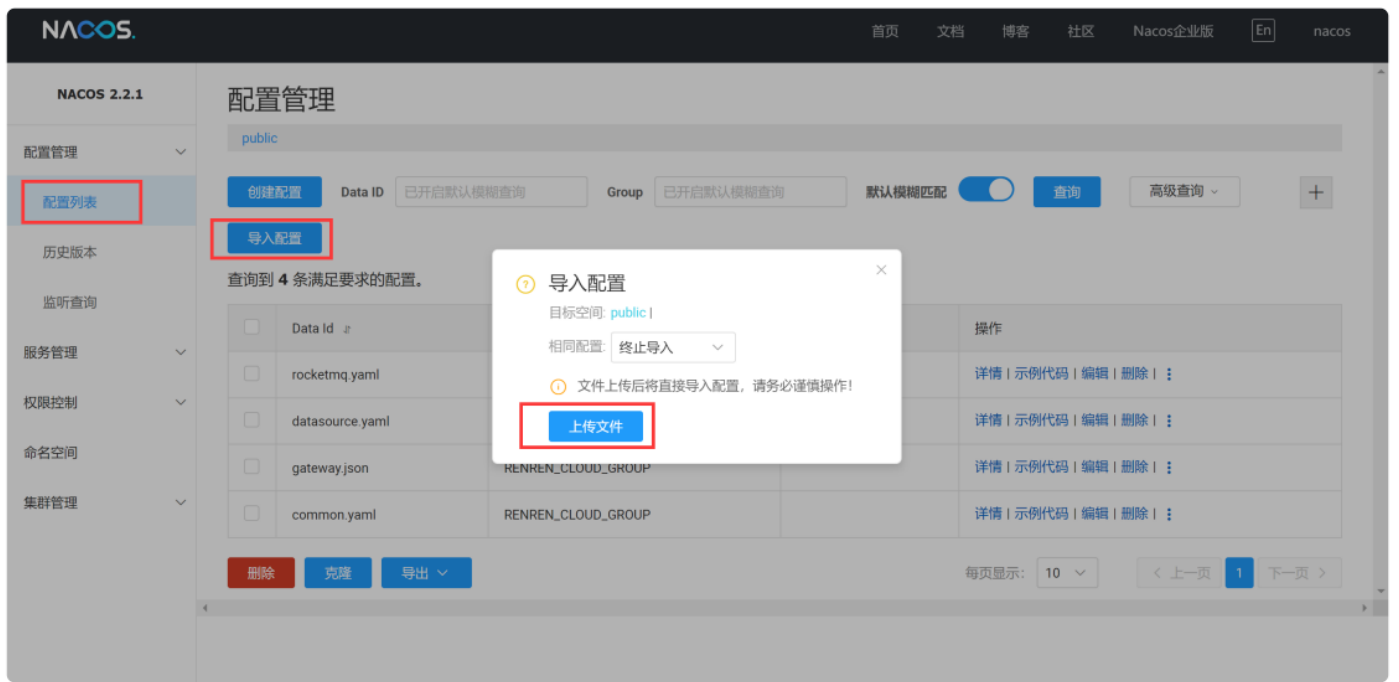 NACOS. 首页 文档 博客 社区 Nacos企业版 En nacos
NACOS 2.2.1
配置管理
配置列表
历史版本
监听查询
服务管理
权限控制
命名空间
集群管理
配置管理
public
创建配置 Data ID 已开启默认模糊查询 Group 已开启默认模糊查询 默认模糊匹配 查询 高级查询
导入配置
查询到 4 条满足要求的配置。
Data Id 操作
rocketmq.yaml 详情 | 示例代码 | 编辑 | 删除 |
datasource.yaml 详情 | 示例代码 | 编辑 | 删除 |
gateway.json RENREN_CLOUD_GROUP 详情 | 示例代码 | 编辑 | 删除 |
common.yaml RENREN_CLOUD_GROUP 详情 | 示例代码 | 编辑 | 删除 |
删除 克隆 导出 每页显示: 10 上一页 1 下一页
导入配置
目标空间: public |
相同配置: 终止导入
文件上传后将直接导入配置，请务必谨慎操作！
上传文件